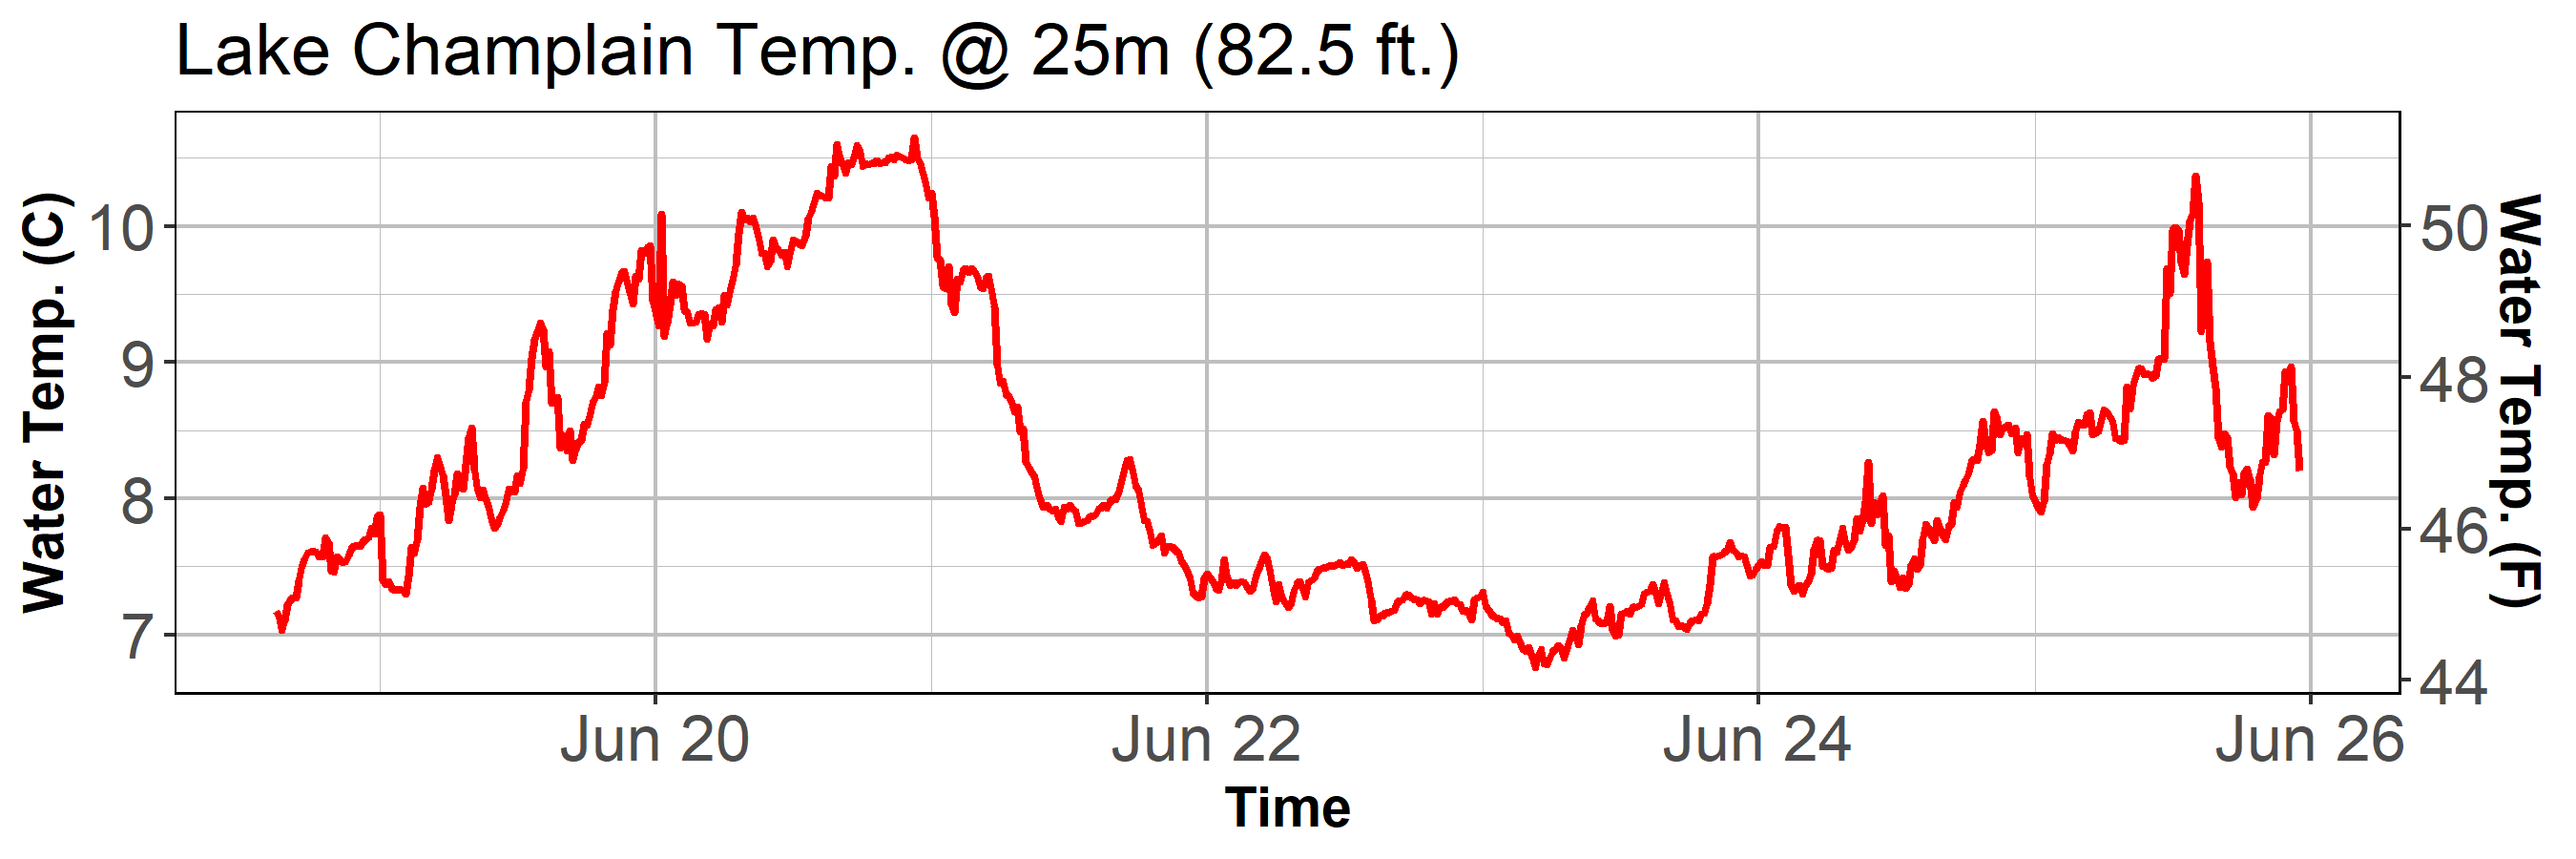 Lake Champlain Temp. @ 25m (82.5 ft.)
Water Temp. (C)
10
9
8
7
50
48
46
44
Water Temp. (F)
Jun 20
Jun 22
Jun 24
Jun 26
Time